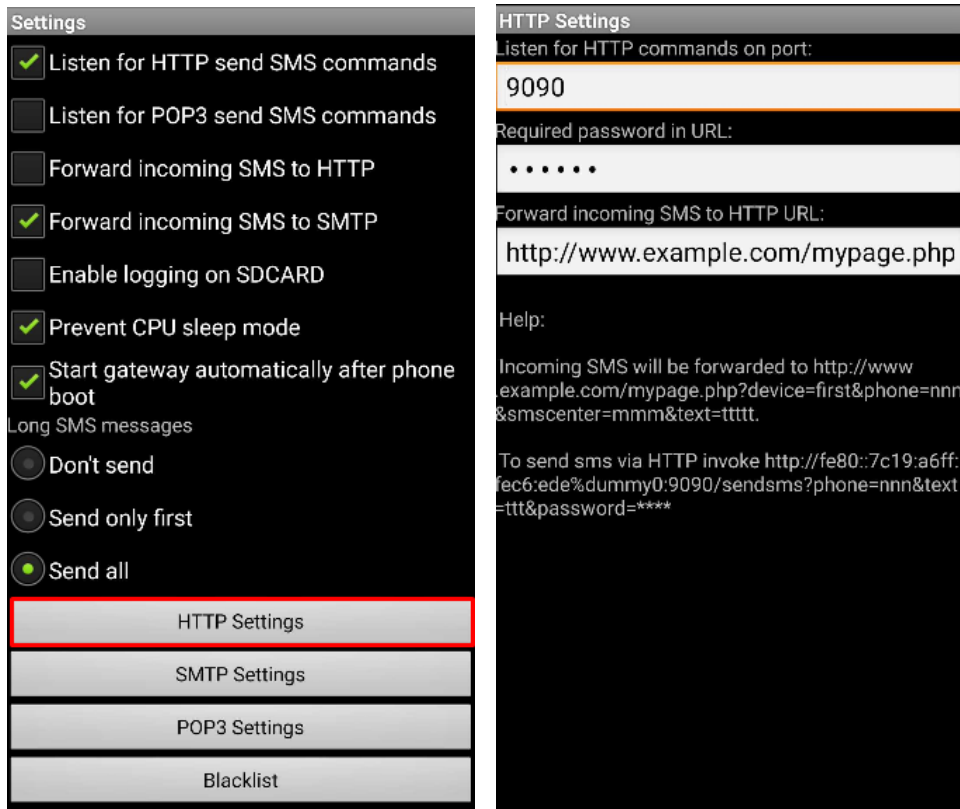 Settings
Listen for HTTP send SMS commands
Listen for POP3 send SMS commands
Forward incoming SMS to HTTP
Forward incoming SMS to SMTP
Enable logging on SDCARD
Prevent CPU sleep mode
Start gateway automatically after phone
boot
Long SMS messages
Don't send
Send only first
Send all
HTTP Settings
SMTP Settings
POP3 Settings
Blacklist
HTTP Settings
Listen for HTTP commands on port:
9090
Required password in URL:
••••••
Forward incoming SMS to HTTP URL:
http://www.example.com/mypage.php
Help:
Incoming SMS will be forwarded to http://www
.example.com/mypage.php?device=first&phone=nnn
&smscenter=mmm&text=ttttt.
To send sms via HTTP invoke http://fe80::7c19:a6ff:
fec6:ede%dummy0:9090/sendsms?phone=nnn&text
=ttt&password=****